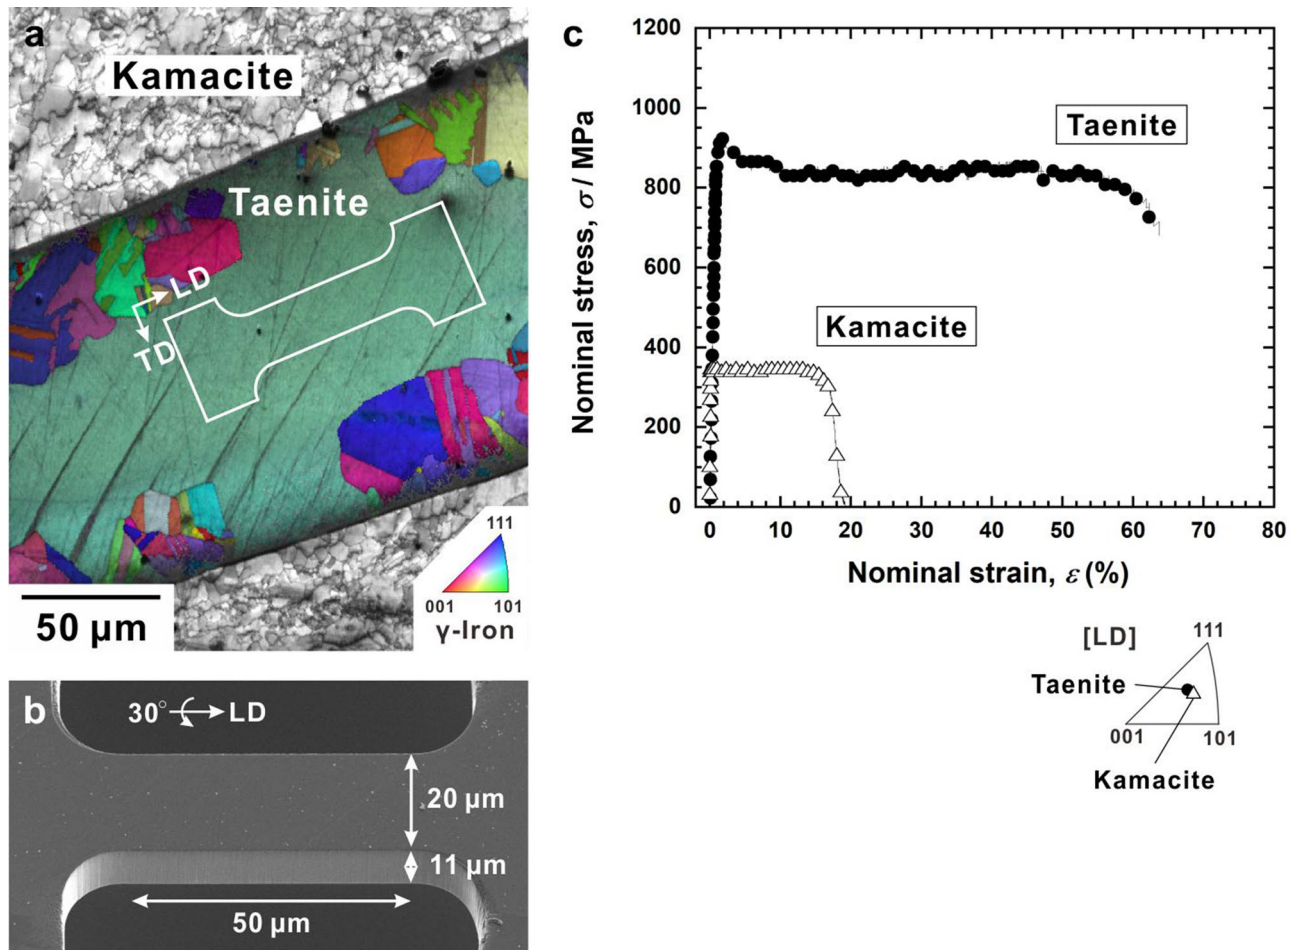 a
Kamacite
Taenite
LD
TD
50 µm
111
001 101
γ-Iron
b
30° LD
20 µm
11 µm
50 µm
c
Nominal stress, σ / MPa
1200
1000
800
600
400
200
0
Taenite
Kamacite
0 10 20 30 40 50 60 70 80
Nominal strain, ε (%)
[LD]
111
Taenite
001 101
Kamacite